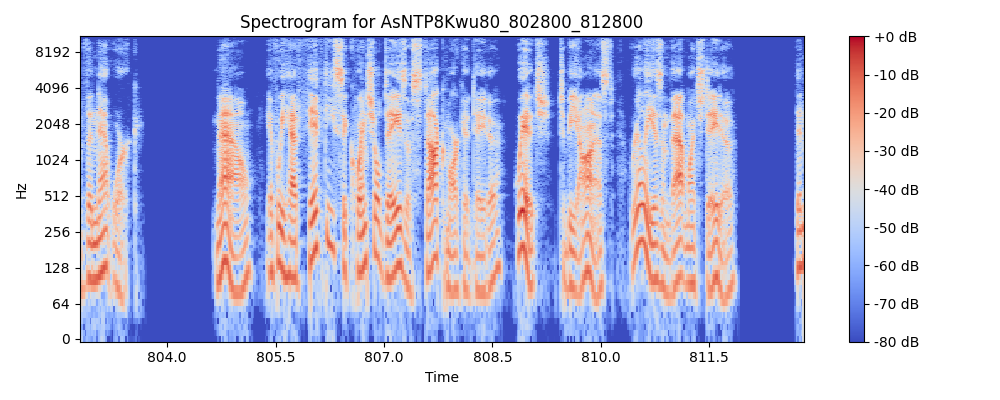 Spectrogram for AsNTP8Kwu80_802800_812800
8192
4096
2048
1024
512
256
128
64
0
Hz
804.0 805.5 807.0 808.5 810.0 811.5
Time
+0 dB
-10 dB
-20 dB
-30 dB
-40 dB
-50 dB
-60 dB
-70 dB
-80 dB